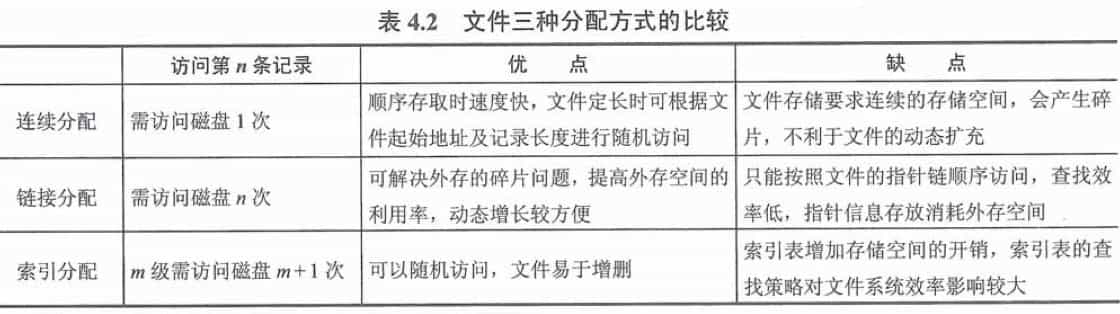 表 4.2 文件三种分配方式的比较
访问第 n 条记录 优 点 缺 点
连续分配 需访问磁盘 1 次 顺序存取时速度快，文件定长时可根据文件起始地址及记录长度进行随机访问 文件存储要求连续的存储空间，会产生碎片，不利于文件的动态扩充
链接分配 需访问磁盘 n 次 可解决外存的碎片问题，提高外存空间的利用率，动态增长较方便 只能按照文件的指针链顺序访问，查找效率低，指针信息存放消耗外存空间
索引分配 m 级需访问磁盘 m+1 次 可以随机访问，文件易于增删 索引表增加存储空间的开销，索引表的查找策略对文件系统效率影响较大